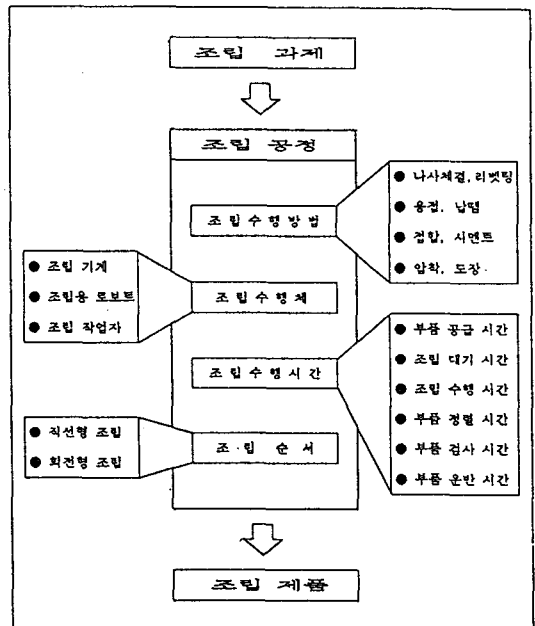 조립 과제
조립 공정
조립수행방법
● 나사체결, 리벳팅
● 용접, 납땜
● 접합, 시멘트
● 압착, 도장
조립수행체
● 조립 기계
● 조립용 로보트
● 조립 작업자
조립수행시간
● 부품 공급 시간
● 조립 대기 시간
● 조립 수행 시간
● 부품 정렬 시간
● 부품 검사 시간
● 부품 운반 시간
조·립 순서
● 직선형 조립
● 회전형 조립
조립 제품